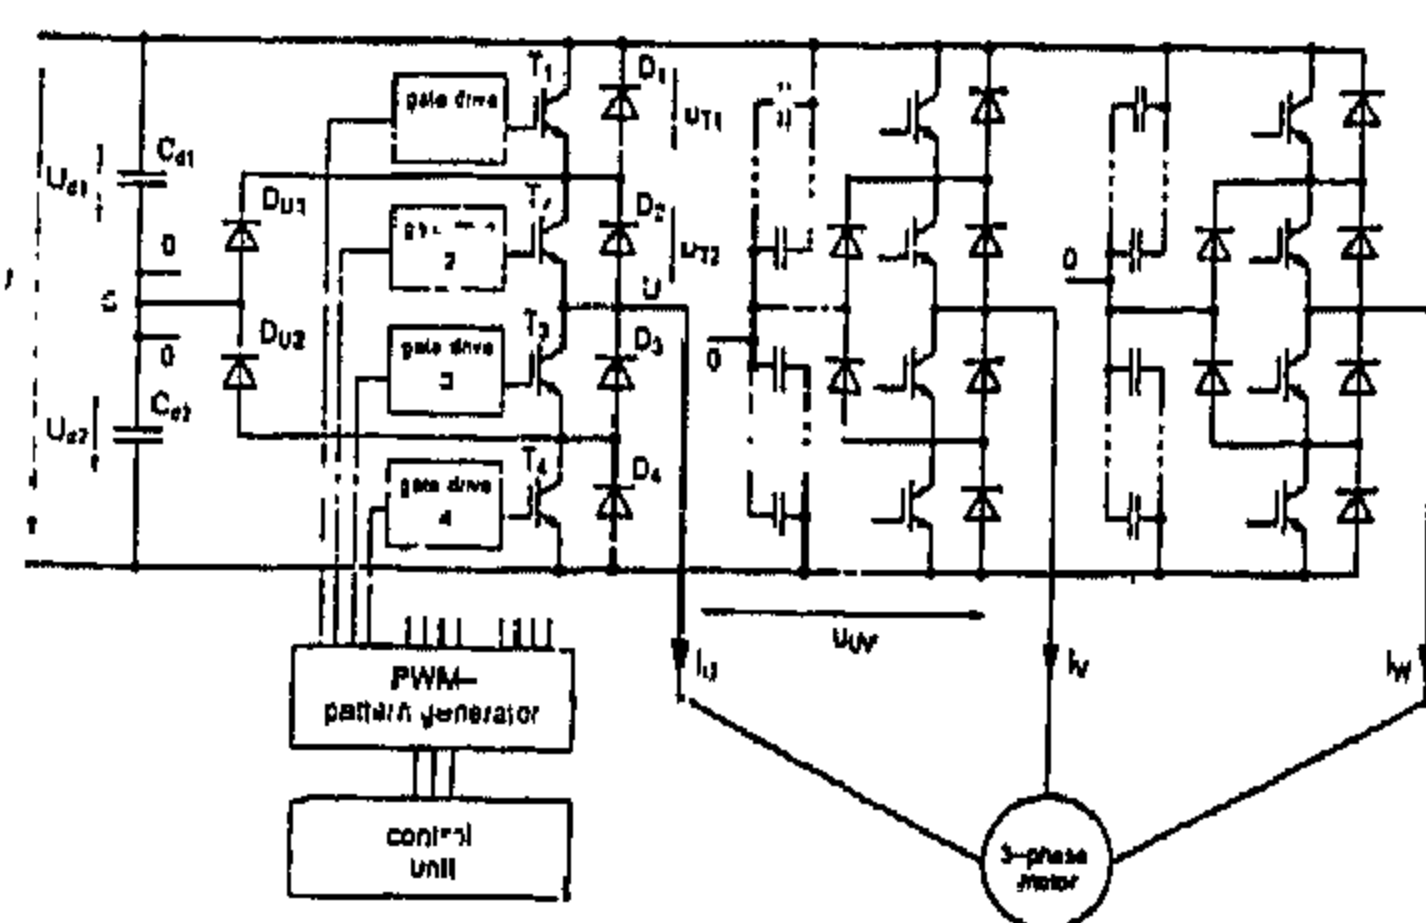 T1
D1
gate drive
uT1
Cd1
Ud1
DU1
T2
D2
2
uT2
0
U
0
DU2
T3
D3
gate drive
3
0
0
Cd2
Ud2
T4
D4
gate drive
4
uUV
IU
IV
IW
PWM-
pattern generator
control
unit
3-phase
motor